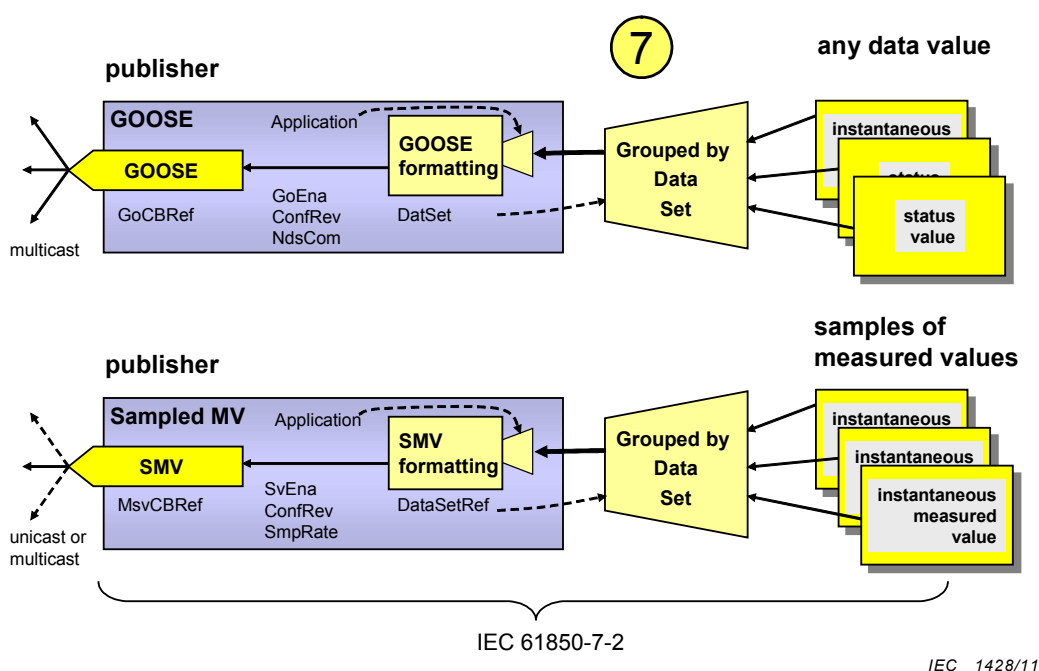 7
any data value
publisher
GOOSE
Application
GOOSE
formatting
GOOSE
GoCBRef
GoEna
ConfRev
NdsCom
DatSet
multicast
Grouped by
Data
Set
instantaneous
status
status
value
samples of
measured values
publisher
Sampled MV
Application
SMV
formatting
SMV
MsvCBRef
SvEna
ConfRev
SmpRate
DataSetRef
unicast or
multicast
Grouped by
Data
Set
instantaneous
instantaneous
instantaneous
measured
value
IEC 61850-7-2
IEC 1428/11